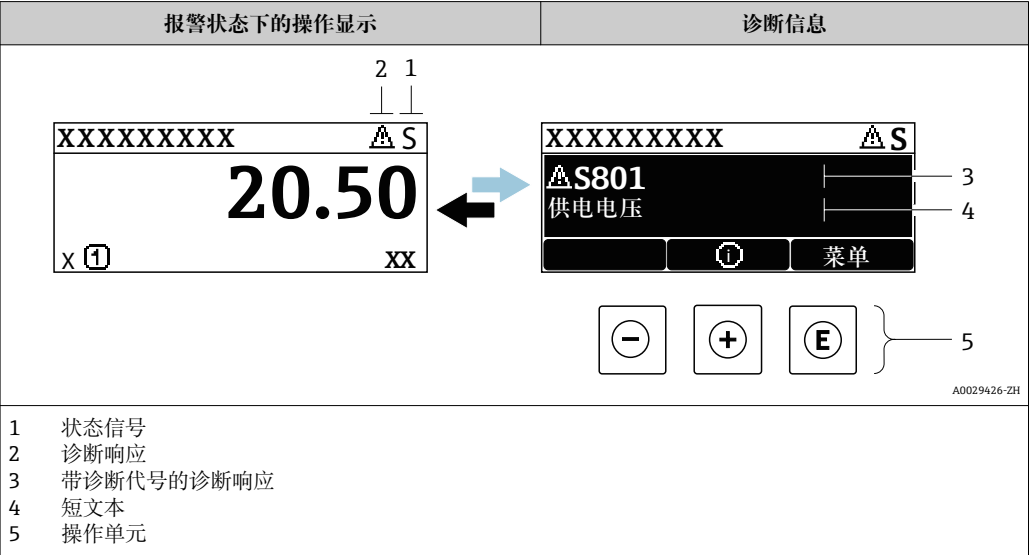 报警状态下的操作显示
诊断信息
2 1
XXXXXXXXX ⚠ S
20.50
X 1 XX
XXXXXXXXX ⚠ S
⚠S801
供电电压
i 菜单
3
4
− + E
5
A0029426-ZH
1 状态信号
2 诊断响应
3 带诊断代号的诊断响应
4 短文本
5 操作单元